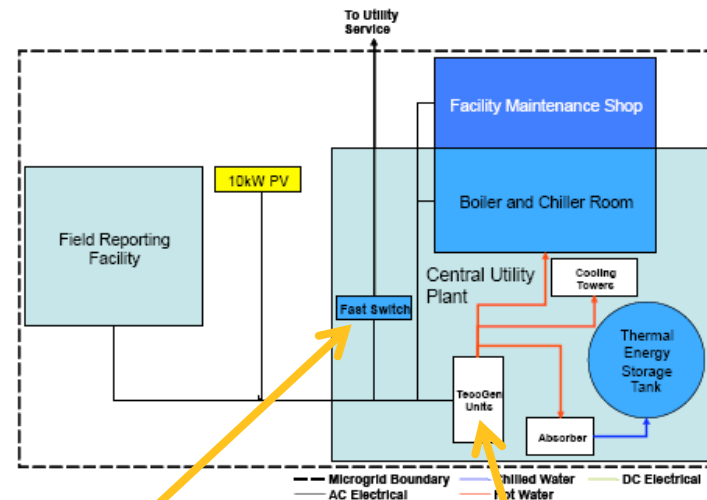 To Utility
Service
Facility Maintenance Shop
10kW PV
Field Reporting
Facility
Boiler and Chiller Room
Central Utility
Plant
Cooling
Towers
Fast Switch
Thermal
Energy
Storage
Tank
TecoGen
Units
Absorber
Microgrid Boundary
Chilled Water
DC Electrical
AC Electrical
Hot Water